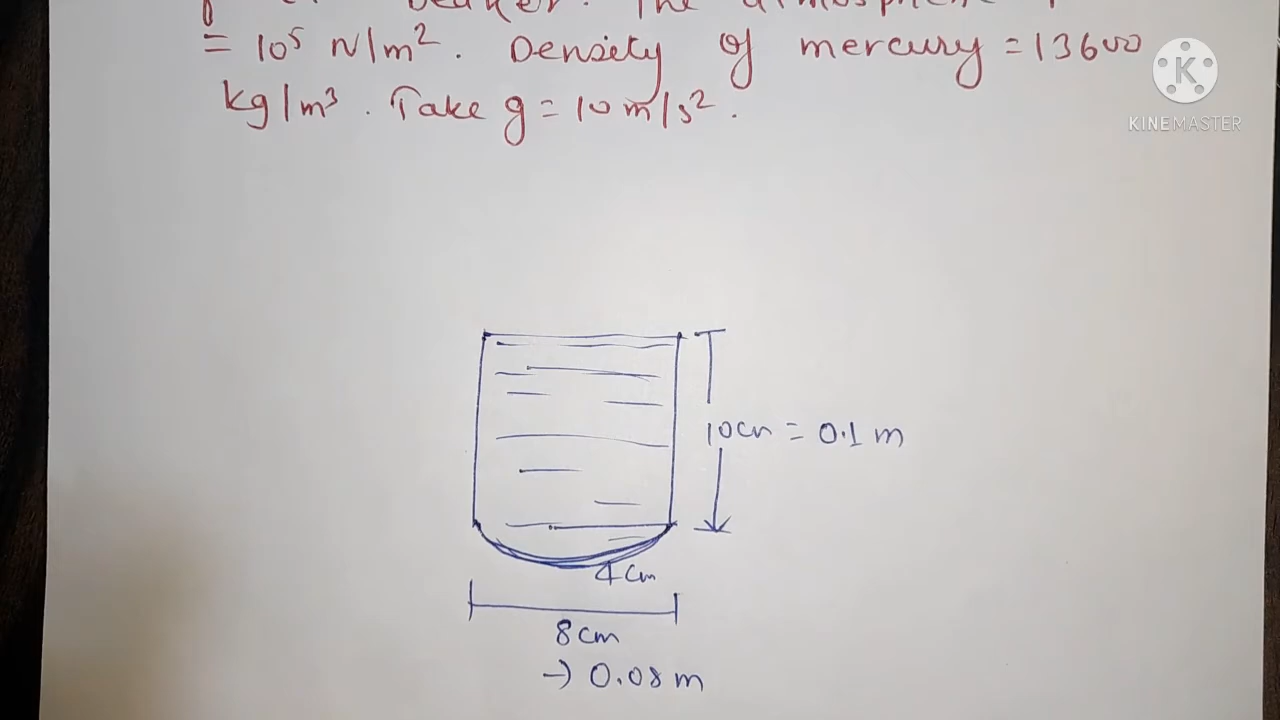 = 10⁵ N/m². Density of mercury = 13600
kg/m³. Take g = 10 m/s².
K
KINEMASTER
10cm = 0.1 m
4cm
8cm
→ 0.08 m